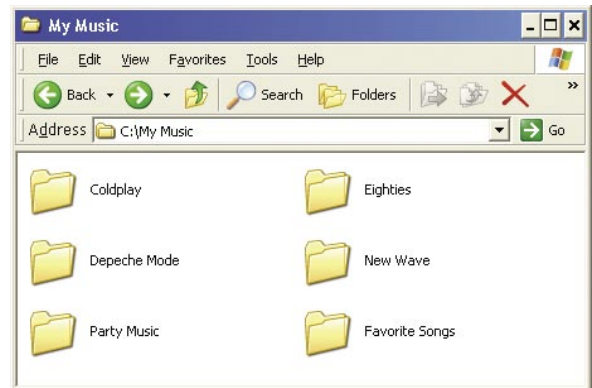 My Music
File Edit View Favorites Tools Help
Back Search Folders »
Address C:\My Music Go
Coldplay Eighties
Depeche Mode New Wave
Party Music Favorite Songs